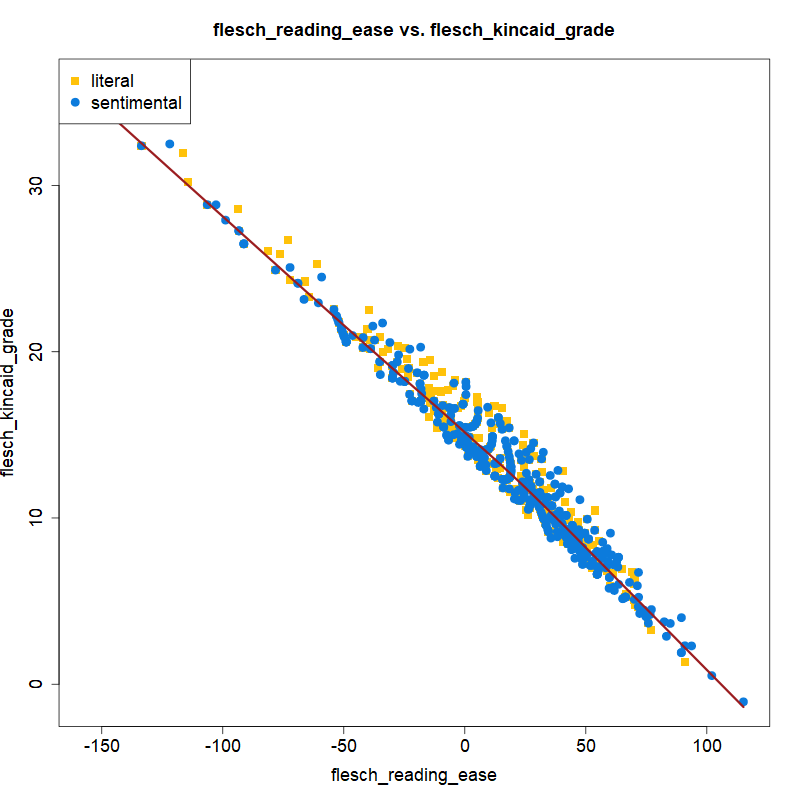 flesch_reading_ease vs. flesch_kincaid_grade
literal
sentimental
flesch_kincaid_grade
30
20
10
0
-150 -100 -50 0 50 100
flesch_reading_ease